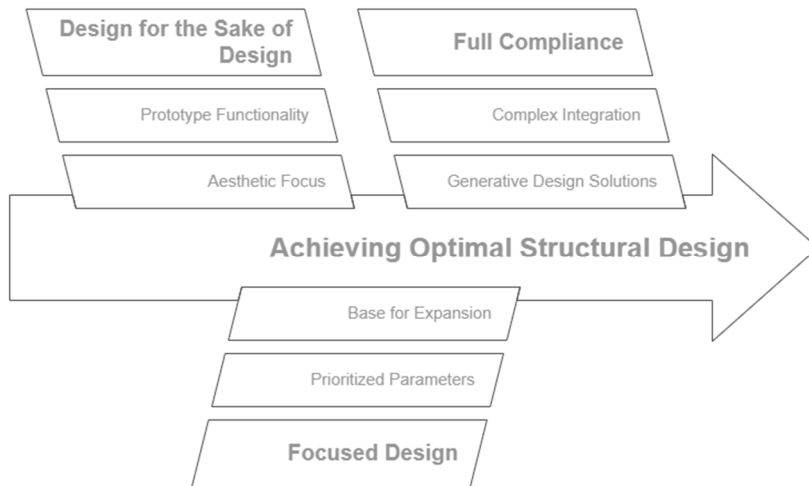 Design for the Sake of
Design
Prototype Functionality
Aesthetic Focus
Full Compliance
Complex Integration
Generative Design Solutions
Achieving Optimal Structural Design
Base for Expansion
Prioritized Parameters
Focused Design